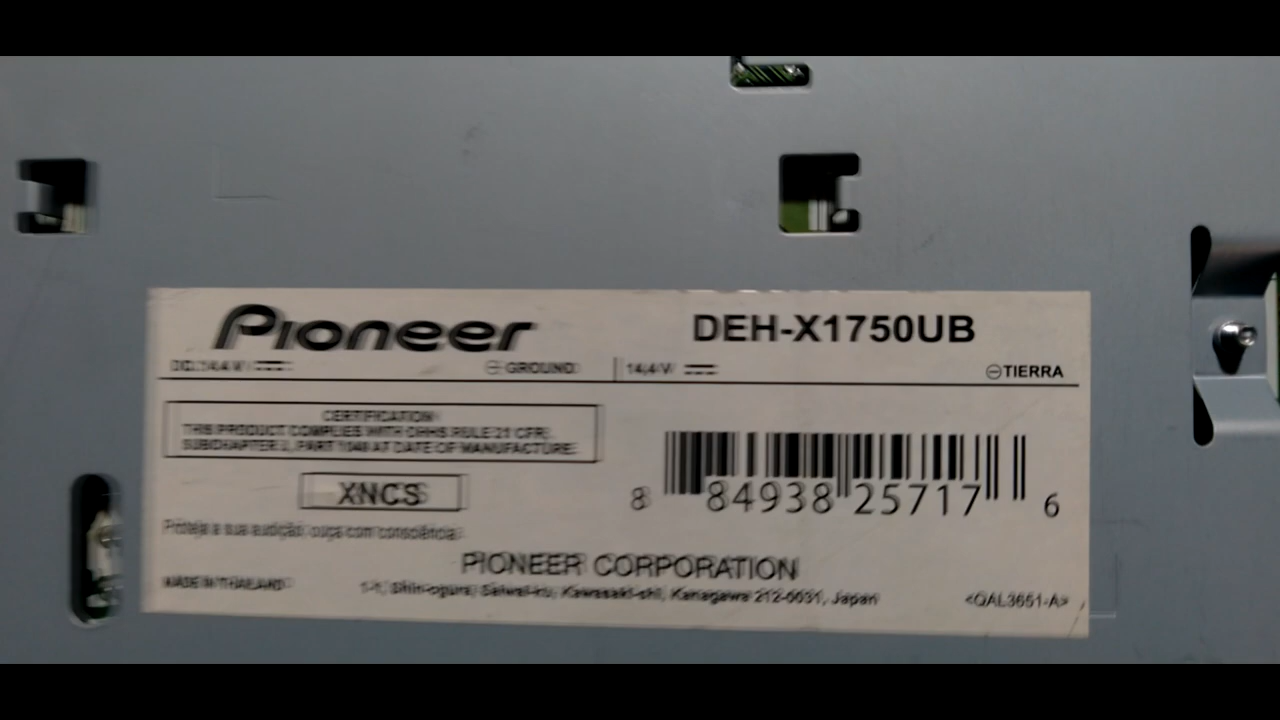 Pioneer DEH-X1750UB
DC 14.4 V ⎓ ⊖ GROUND 14,4 V ⎓ ⊖TIERRA
CERTIFICATION
THIS PRODUCT COMPLIES WITH DHHS RULE 21 CFR
SUBCHAPTER J, PART 1040 AT DATE OF MANUFACTURE.
XNCS
8 84938 25717 6
Proteja a sua audição, ouça com consciência.
PIONEER CORPORATION
MADE IN THAILAND 1-1, Shin-ogura, Saiwai-ku, Kawasaki-shi, Kanagawa 212-0031, Japan <QAL3651-A>